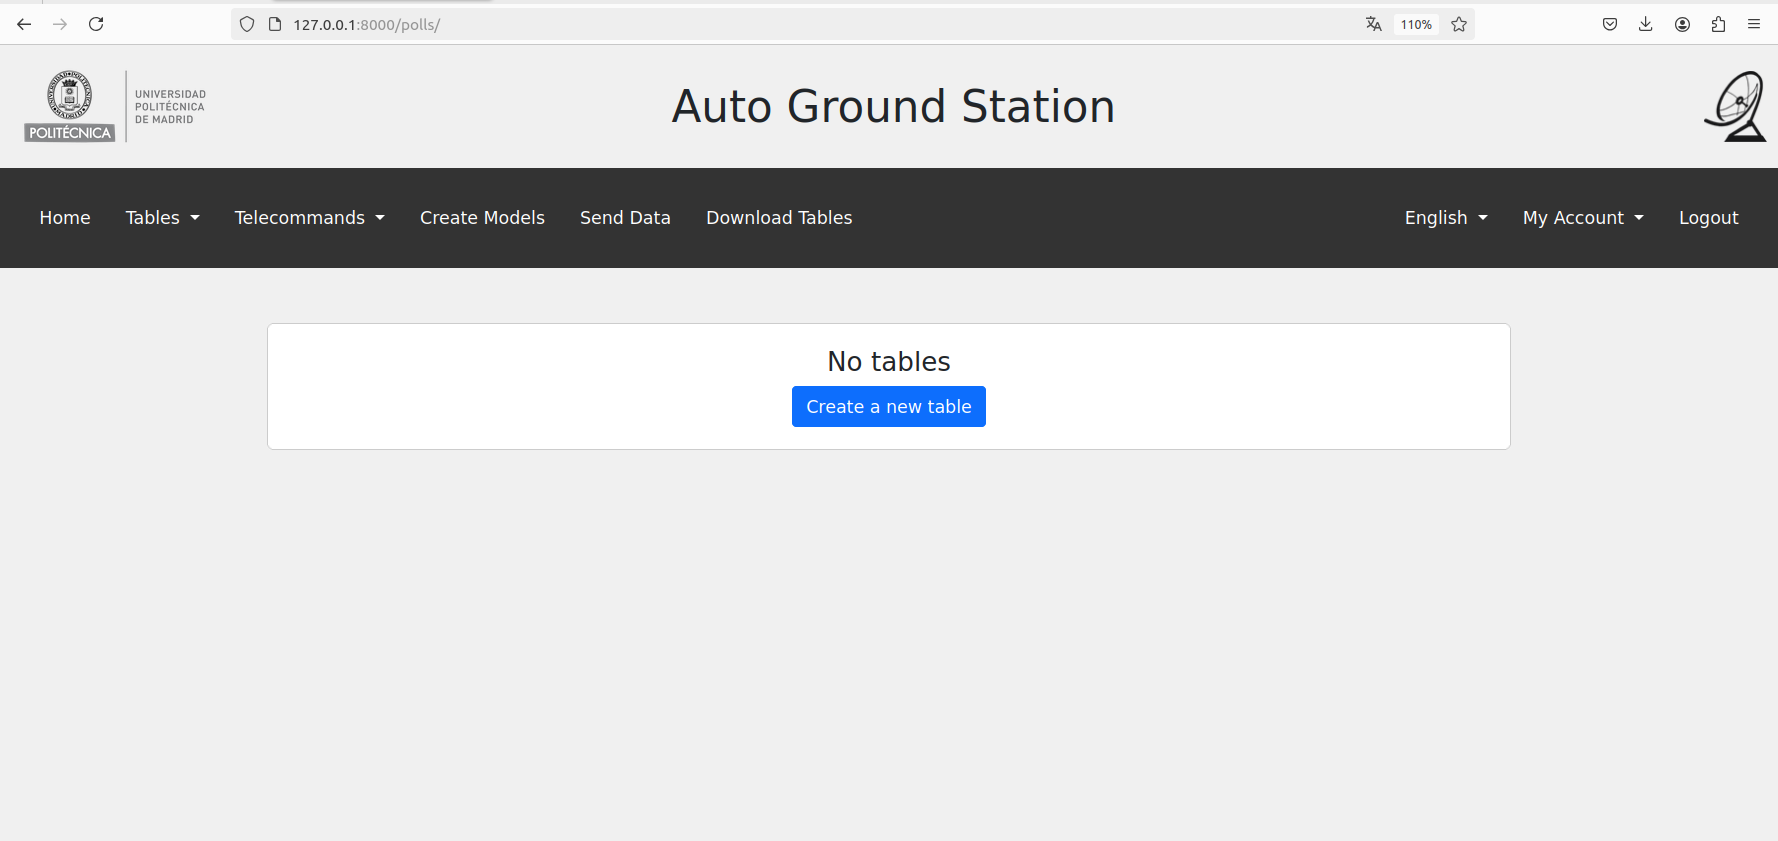 127.0.0.1:8000/polls/
110%
POLITÉCNICA
UNIVERSIDAD
POLITÉCNICA
DE MADRID
Auto Ground Station
Home Tables Telecommands Create Models Send Data Download Tables English My Account Logout
No tables
Create a new table